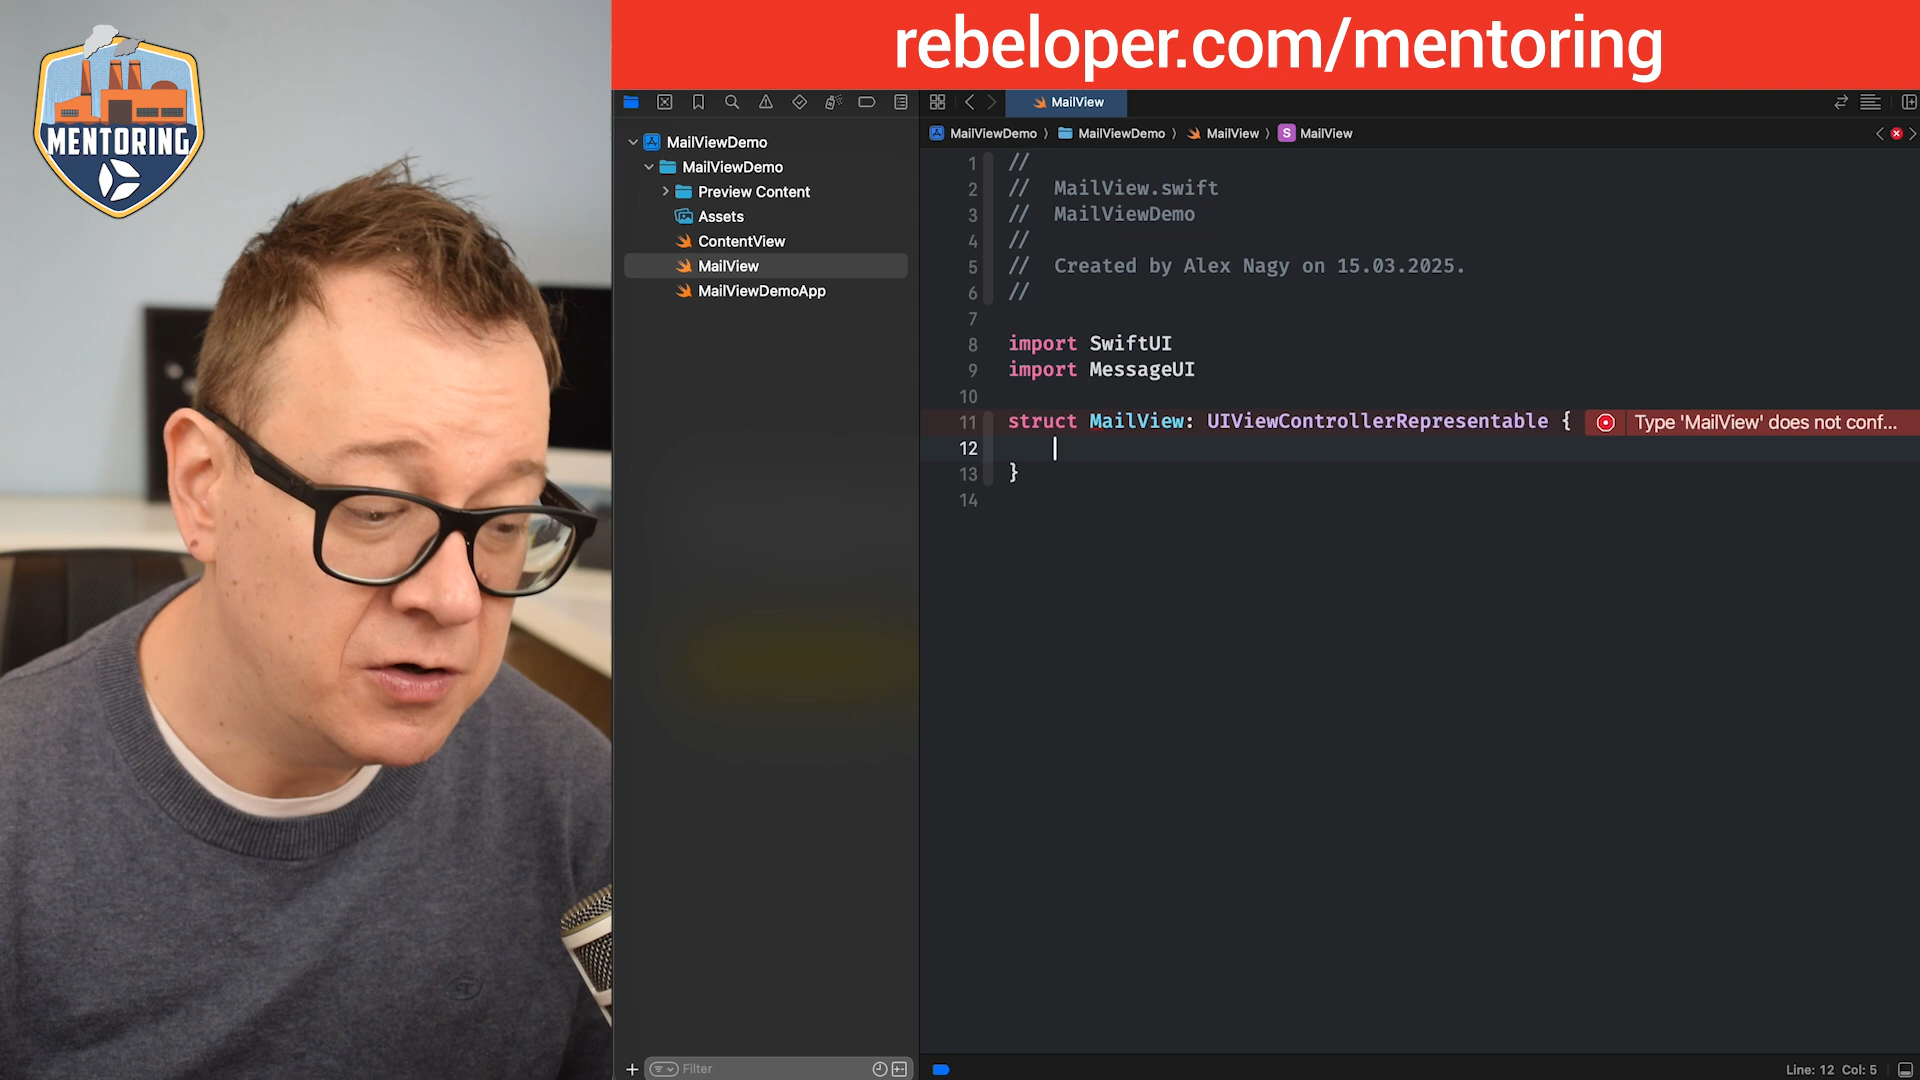 MENTORING
rebeloper.com/mentoring
MailView
MailViewDemo
MailViewDemo
Preview Content
Assets
ContentView
MailView
MailViewDemoApp
MailViewDemo 〉 MailViewDemo 〉 MailView 〉 S MailView
1 //
2 // MailView.swift
3 // MailViewDemo
4 //
5 // Created by Alex Nagy on 15.03.2025.
6 //
7
8 import SwiftUI
9 import MessageUI
10
11 struct MailView: UIViewControllerRepresentable { Type 'MailView' does not conf...
12
13 }
14
Filter
Line: 12 Col: 5